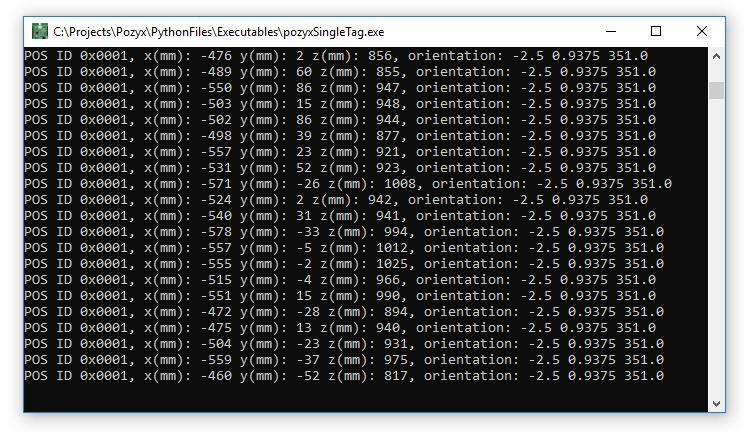 C:\Projects\Pozyx\PythonFiles\Executables\pozyxSingleTag.exe
POS ID 0x0001, x(mm): -476 y(mm): 2 z(mm): 856, orientation: -2.5 0.9375 351.0
POS ID 0x0001, x(mm): -489 y(mm): 60 z(mm): 855, orientation: -2.5 0.9375 351.0
POS ID 0x0001, x(mm): -550 y(mm): 86 z(mm): 947, orientation: -2.5 0.9375 351.0
POS ID 0x0001, x(mm): -503 y(mm): 15 z(mm): 948, orientation: -2.5 0.9375 351.0
POS ID 0x0001, x(mm): -502 y(mm): 86 z(mm): 944, orientation: -2.5 0.9375 351.0
POS ID 0x0001, x(mm): -498 y(mm): 39 z(mm): 877, orientation: -2.5 0.9375 351.0
POS ID 0x0001, x(mm): -557 y(mm): 23 z(mm): 921, orientation: -2.5 0.9375 351.0
POS ID 0x0001, x(mm): -531 y(mm): 52 z(mm): 923, orientation: -2.5 0.9375 351.0
POS ID 0x0001, x(mm): -571 y(mm): -26 z(mm): 1008, orientation: -2.5 0.9375 351.0
POS ID 0x0001, x(mm): -524 y(mm): 2 z(mm): 942, orientation: -2.5 0.9375 351.0
POS ID 0x0001, x(mm): -540 y(mm): 31 z(mm): 941, orientation: -2.5 0.9375 351.0
POS ID 0x0001, x(mm): -578 y(mm): -33 z(mm): 994, orientation: -2.5 0.9375 351.0
POS ID 0x0001, x(mm): -557 y(mm): -5 z(mm): 1012, orientation: -2.5 0.9375 351.0
POS ID 0x0001, x(mm): -555 y(mm): -2 z(mm): 1025, orientation: -2.5 0.9375 351.0
POS ID 0x0001, x(mm): -515 y(mm): -4 z(mm): 966, orientation: -2.5 0.9375 351.0
POS ID 0x0001, x(mm): -551 y(mm): 15 z(mm): 990, orientation: -2.5 0.9375 351.0
POS ID 0x0001, x(mm): -472 y(mm): -28 z(mm): 894, orientation: -2.5 0.9375 351.0
POS ID 0x0001, x(mm): -475 y(mm): 13 z(mm): 940, orientation: -2.5 0.9375 351.0
POS ID 0x0001, x(mm): -504 y(mm): -23 z(mm): 931, orientation: -2.5 0.9375 351.0
POS ID 0x0001, x(mm): -559 y(mm): -37 z(mm): 975, orientation: -2.5 0.9375 351.0
POS ID 0x0001, x(mm): -460 y(mm): -52 z(mm): 817, orientation: -2.5 0.9375 351.0